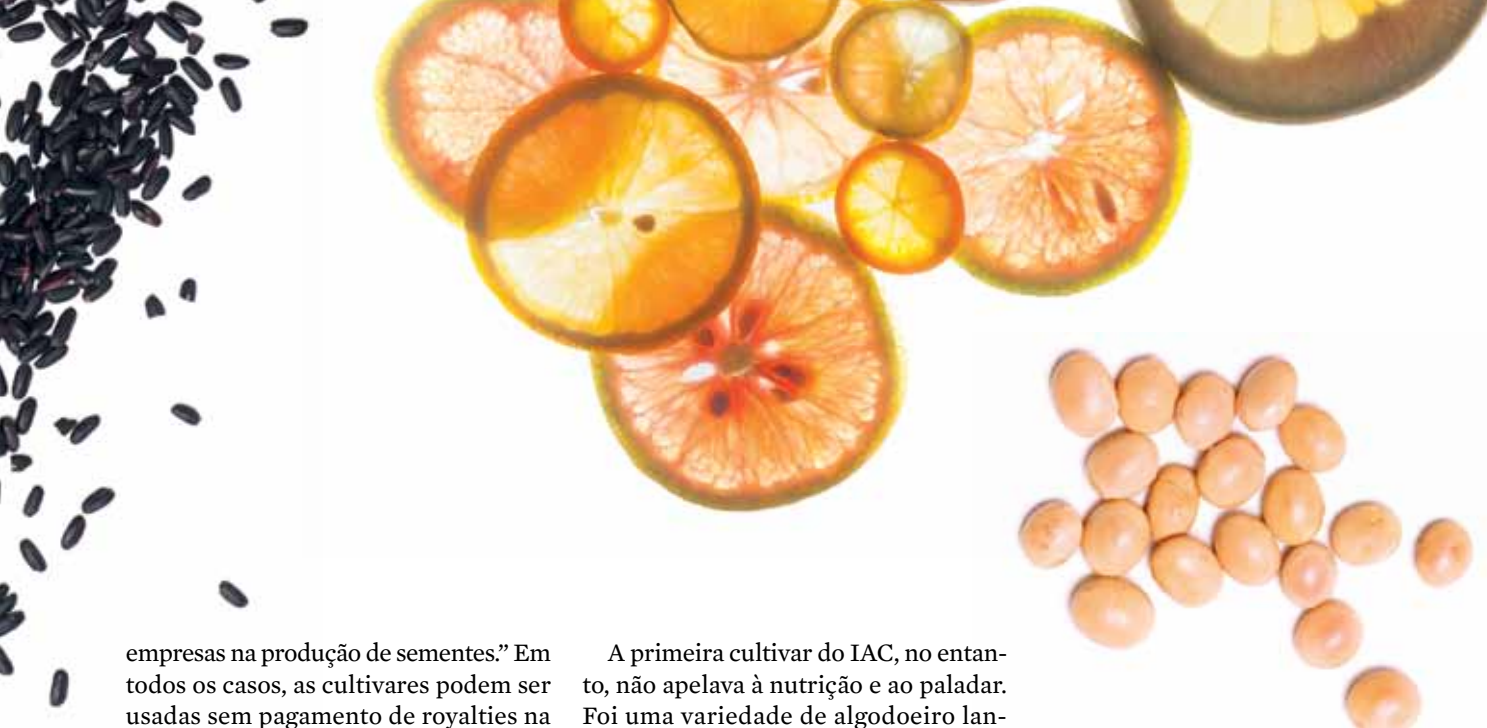 empresas na produção de sementes.” Em
todos os casos, as cultivares podem ser
usadas sem pagamento de royalties na
A primeira cultivar do IAC, no entan-
to, não apelava à nutrição e ao paladar.
Foi uma variedade de algodoeiro lan-